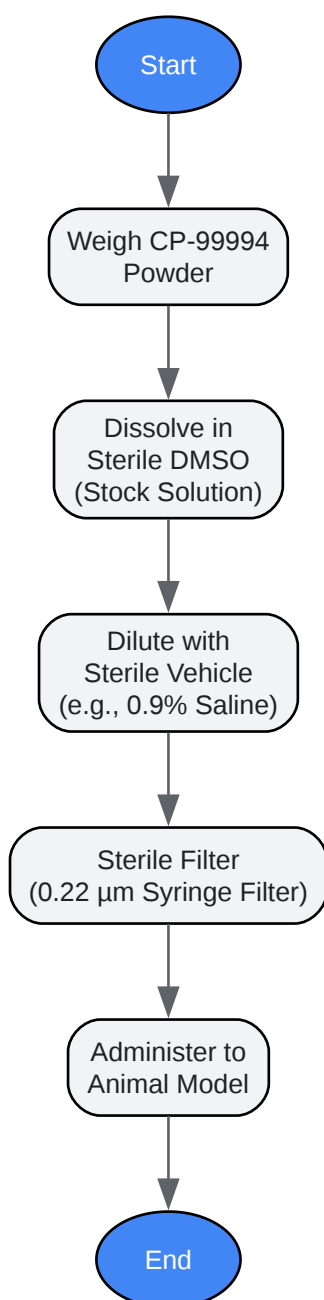 Start
Weigh CP-99994
Powder
Dissolve in
Sterile DMSO
(Stock Solution)
Dilute with
Sterile Vehicle
(e.g., 0.9% Saline)
Sterile Filter
(0.22 µm Syringe Filter)
Administer to
Animal Model
End